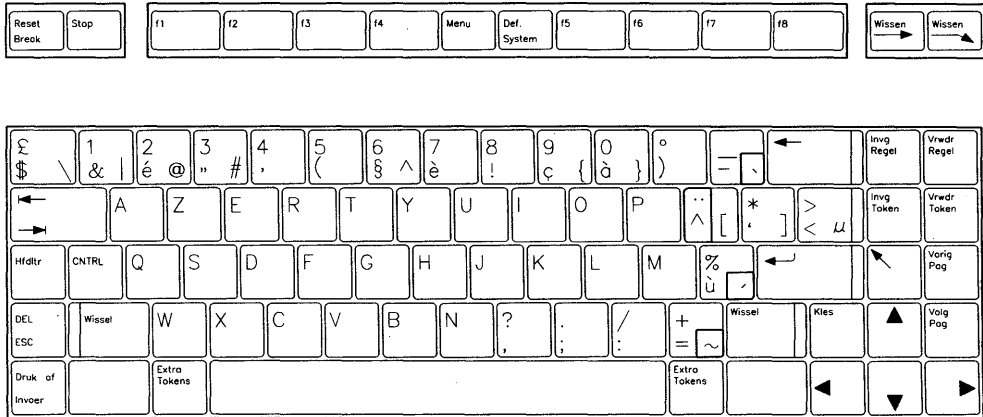 Reset Break Stop f1 f2 f3 f4 Menu Def. System f5 f6 f7 f8 Wissen Wissen
£ $ \ 1 & | 2 é @ 3 " # 4 ' 5 ( 6 § ^ 7 è 8 ! 9 ç { 0 à } ° ) _ - ` Invg Regel Vrwdr Regel
A Z E R T Y U I O P ¨ ^ [ * ‘ ] > < µ Invg Token Vrwdr Token
Hfdltr CNTRL Q S D F G H J K L M % ù ´ Vorig Pag
DEL ESC Wissel W X C V B N ? , . ; / : + = ~ Wissel Kies Volg Pag
Druk af Invoer Extra Tokens Extra Tokens